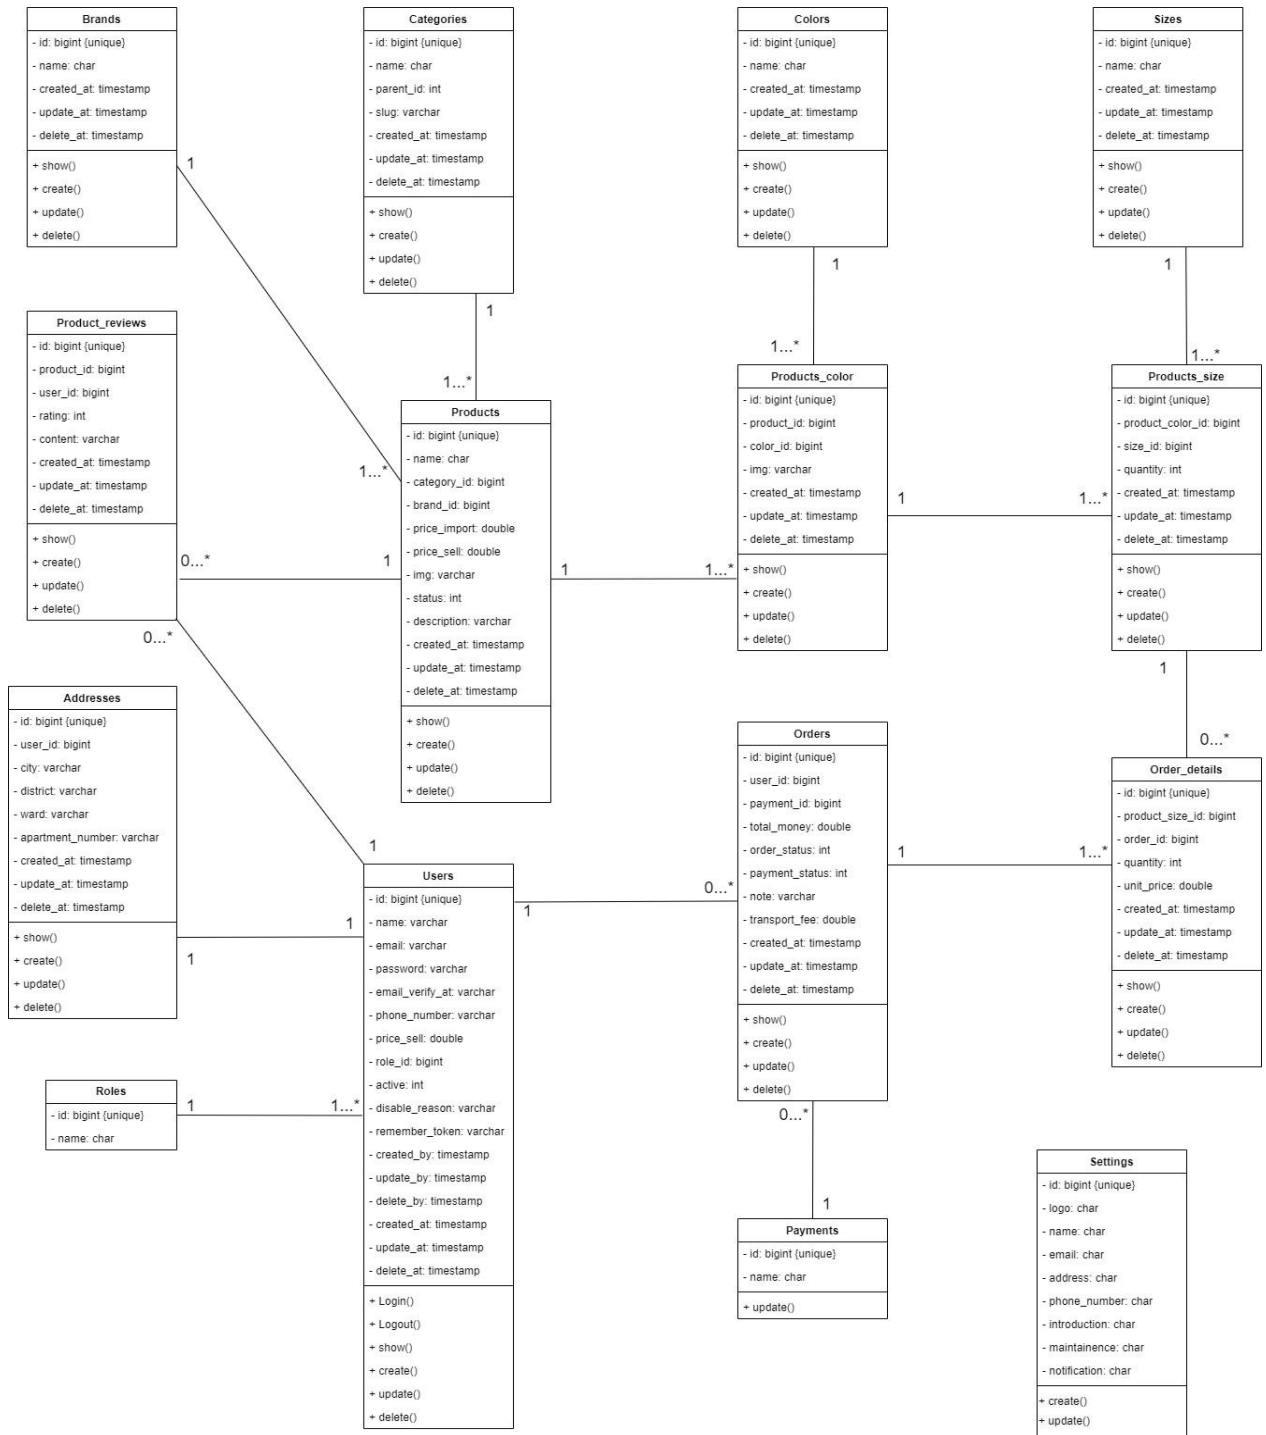 Brands
- id: bigint {unique}
- name: char
- created_at: timestamp
- update_at: timestamp
- delete_at: timestamp
+ show()
+ create()
+ update()
+ delete()
1
Categories
- id: bigint {unique}
- name: char
- parent_id: int
- slug: varchar
- created_at: timestamp
- update_at: timestamp
- delete_at: timestamp
+ show()
+ create()
+ update()
+ delete()
1
Colors
- id: bigint {unique}
- name: char
- created_at: timestamp
- update_at: timestamp
- delete_at: timestamp
+ show()
+ create()
+ update()
+ delete()
1
Sizes
- id: bigint {unique}
- name: char
- created_at: timestamp
- update_at: timestamp
- delete_at: timestamp
+ show()
+ create()
+ update()
+ delete()
1
Product_reviews
- id: bigint {unique}
- product_id: bigint
- user_id: bigint
- rating: int
- content: varchar
- created_at: timestamp
- update_at: timestamp
- delete_at: timestamp
+ show()
+ create()
+ update()
+ delete()
0...*
0...*
1...*
1...*
1
Products
- id: bigint {unique}
- name: char
- category_id: bigint
- brand_id: bigint
- price_import: double
- price_sell: double
- img: varchar
- status: int
- description: varchar
- created_at: timestamp
- update_at: timestamp
- delete_at: timestamp
+ show()
+ create()
+ update()
+ delete()
1
1...*
1...*
Products_color
- id: bigint {unique}
- product_id: bigint
- color_id: bigint
- img: varchar
- created_at: timestamp
- update_at: timestamp
- delete_at: timestamp
+ show()
+ create()
+ update()
+ delete()
1
1...*
1...*
Products_size
- id: bigint {unique}
- product_color_id: bigint
- size_id: bigint
- quantity: int
- created_at: timestamp
- update_at: timestamp
- delete_at: timestamp
+ show()
+ create()
+ update()
+ delete()
1
Addresses
- id: bigint {unique}
- user_id: bigint
- city: varchar
- district: varchar
- ward: varchar
- apartment_number: varchar
- created_at: timestamp
- update_at: timestamp
- delete_at: timestamp
+ show()
+ create()
+ update()
+ delete()
1
1
1
Users
- id: bigint {unique}
- name: varchar
- email: varchar
- password: varchar
- email_verify_at: varchar
- phone_number: varchar
- price_sell: double
- role_id: bigint
- active: int
- disable_reason: varchar
- remember_token: varchar
- created_by: timestamp
- update_by: timestamp
- delete_by: timestamp
- created_at: timestamp
- update_at: timestamp
- delete_at: timestamp
+ Login()
+ Logout()
+ show()
+ create()
+ update()
+ delete()
1
0...*
Orders
- id: bigint {unique}
- user_id: bigint
- payment_id: bigint
- total_money: double
- order_status: int
- payment_status: int
- note: varchar
- transport_fee: double
- created_at: timestamp
- update_at: timestamp
- delete_at: timestamp
+ show()
+ create()
+ update()
+ delete()
1
1...*
0...*
Order_details
- id: bigint {unique}
- product_size_id: bigint
- order_id: bigint
- quantity: int
- unit_price: double
- created_at: timestamp
- update_at: timestamp
- delete_at: timestamp
+ show()
+ create()
+ update()
+ delete()
Roles
- id: bigint {unique}
- name: char
1
1...*
0...*
1
Payments
- id: bigint {unique}
- name: char
+ update()
Settings
- id: bigint {unique}
- logo: char
- name: char
- email: char
- address: char
- phone_number: char
- introduction: char
- maintainence: char
- notification: char
+ create()
+ update()